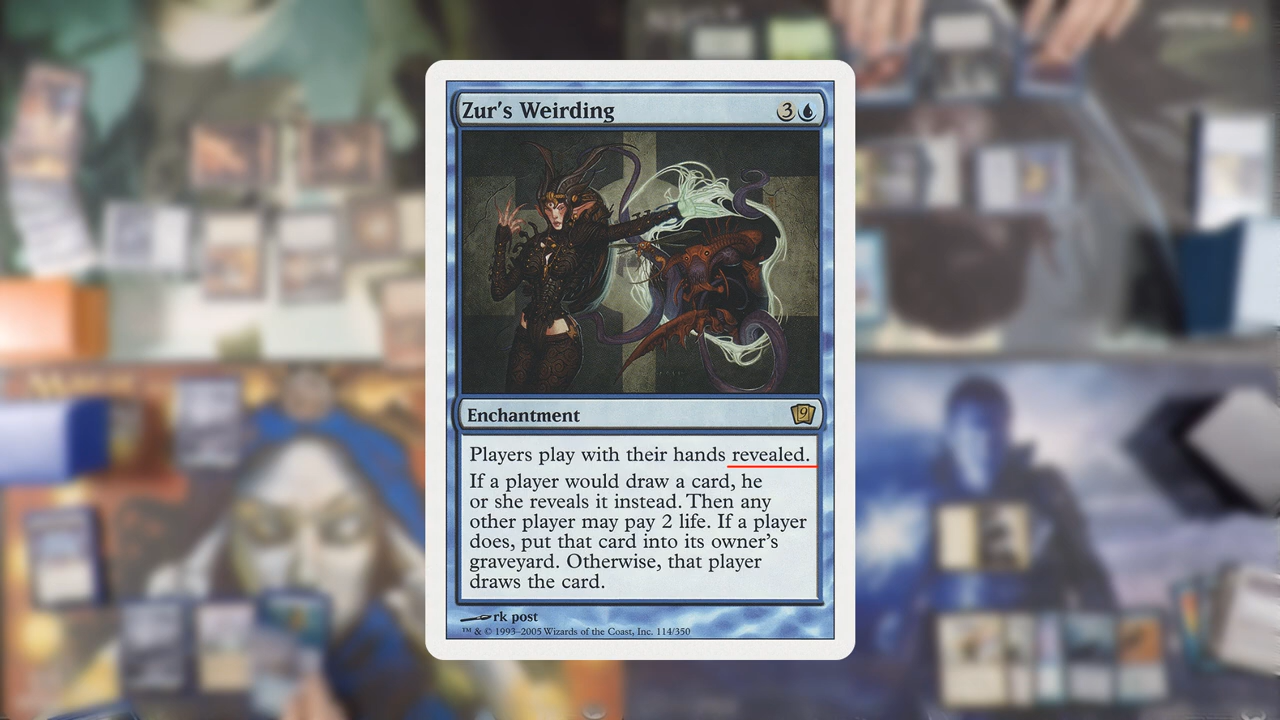 Zur's Weirding
3
Enchantment
9
Players play with their hands revealed.
If a player would draw a card, he
or she reveals it instead. Then any
other player may pay 2 life. If a player
does, put that card into its owner's
graveyard. Otherwise, that player
draws the card.
rk post
™ & © 1993–2005 Wizards of the Coast, Inc. 114/350